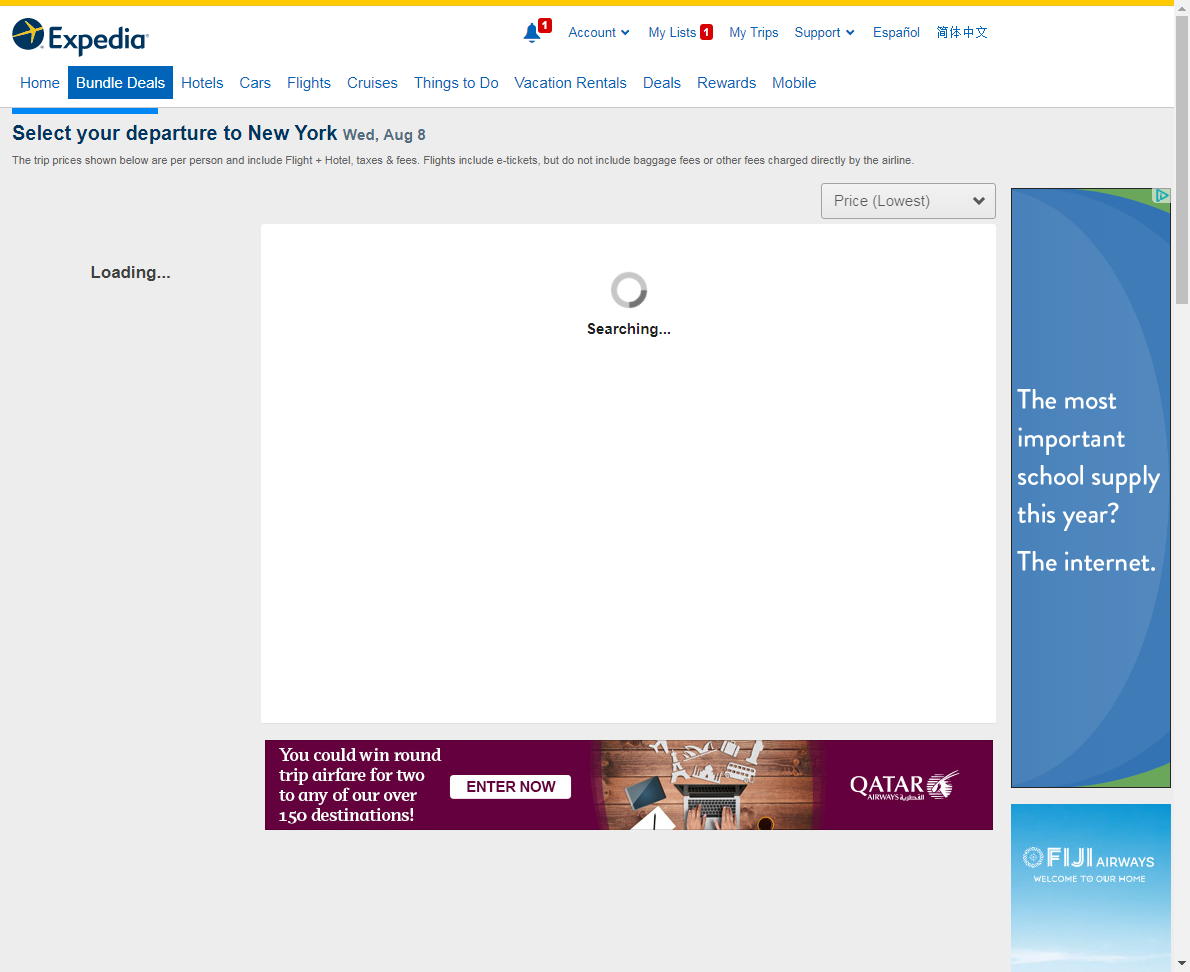 Expedia
1
Account
My Lists 1
My Trips
Support
Español
简体中文
Home
Bundle Deals
Hotels
Cars
Flights
Cruises
Things to Do
Vacation Rentals
Deals
Rewards
Mobile
Select your departure to New York Wed, Aug 8
The trip prices shown below are per person and include Flight + Hotel, taxes & fees. Flights include e-tickets, but do not include baggage fees or other fees charged directly by the airline.
Price (Lowest)
Loading...
Searching...
The most
important
school supply
this year?
The internet.
You could win round
trip airfare for two
to any of our over
150 destinations!
ENTER NOW
QATAR
AIRWAYS القطرية
FIJI AIRWAYS
WELCOME TO OUR HOME